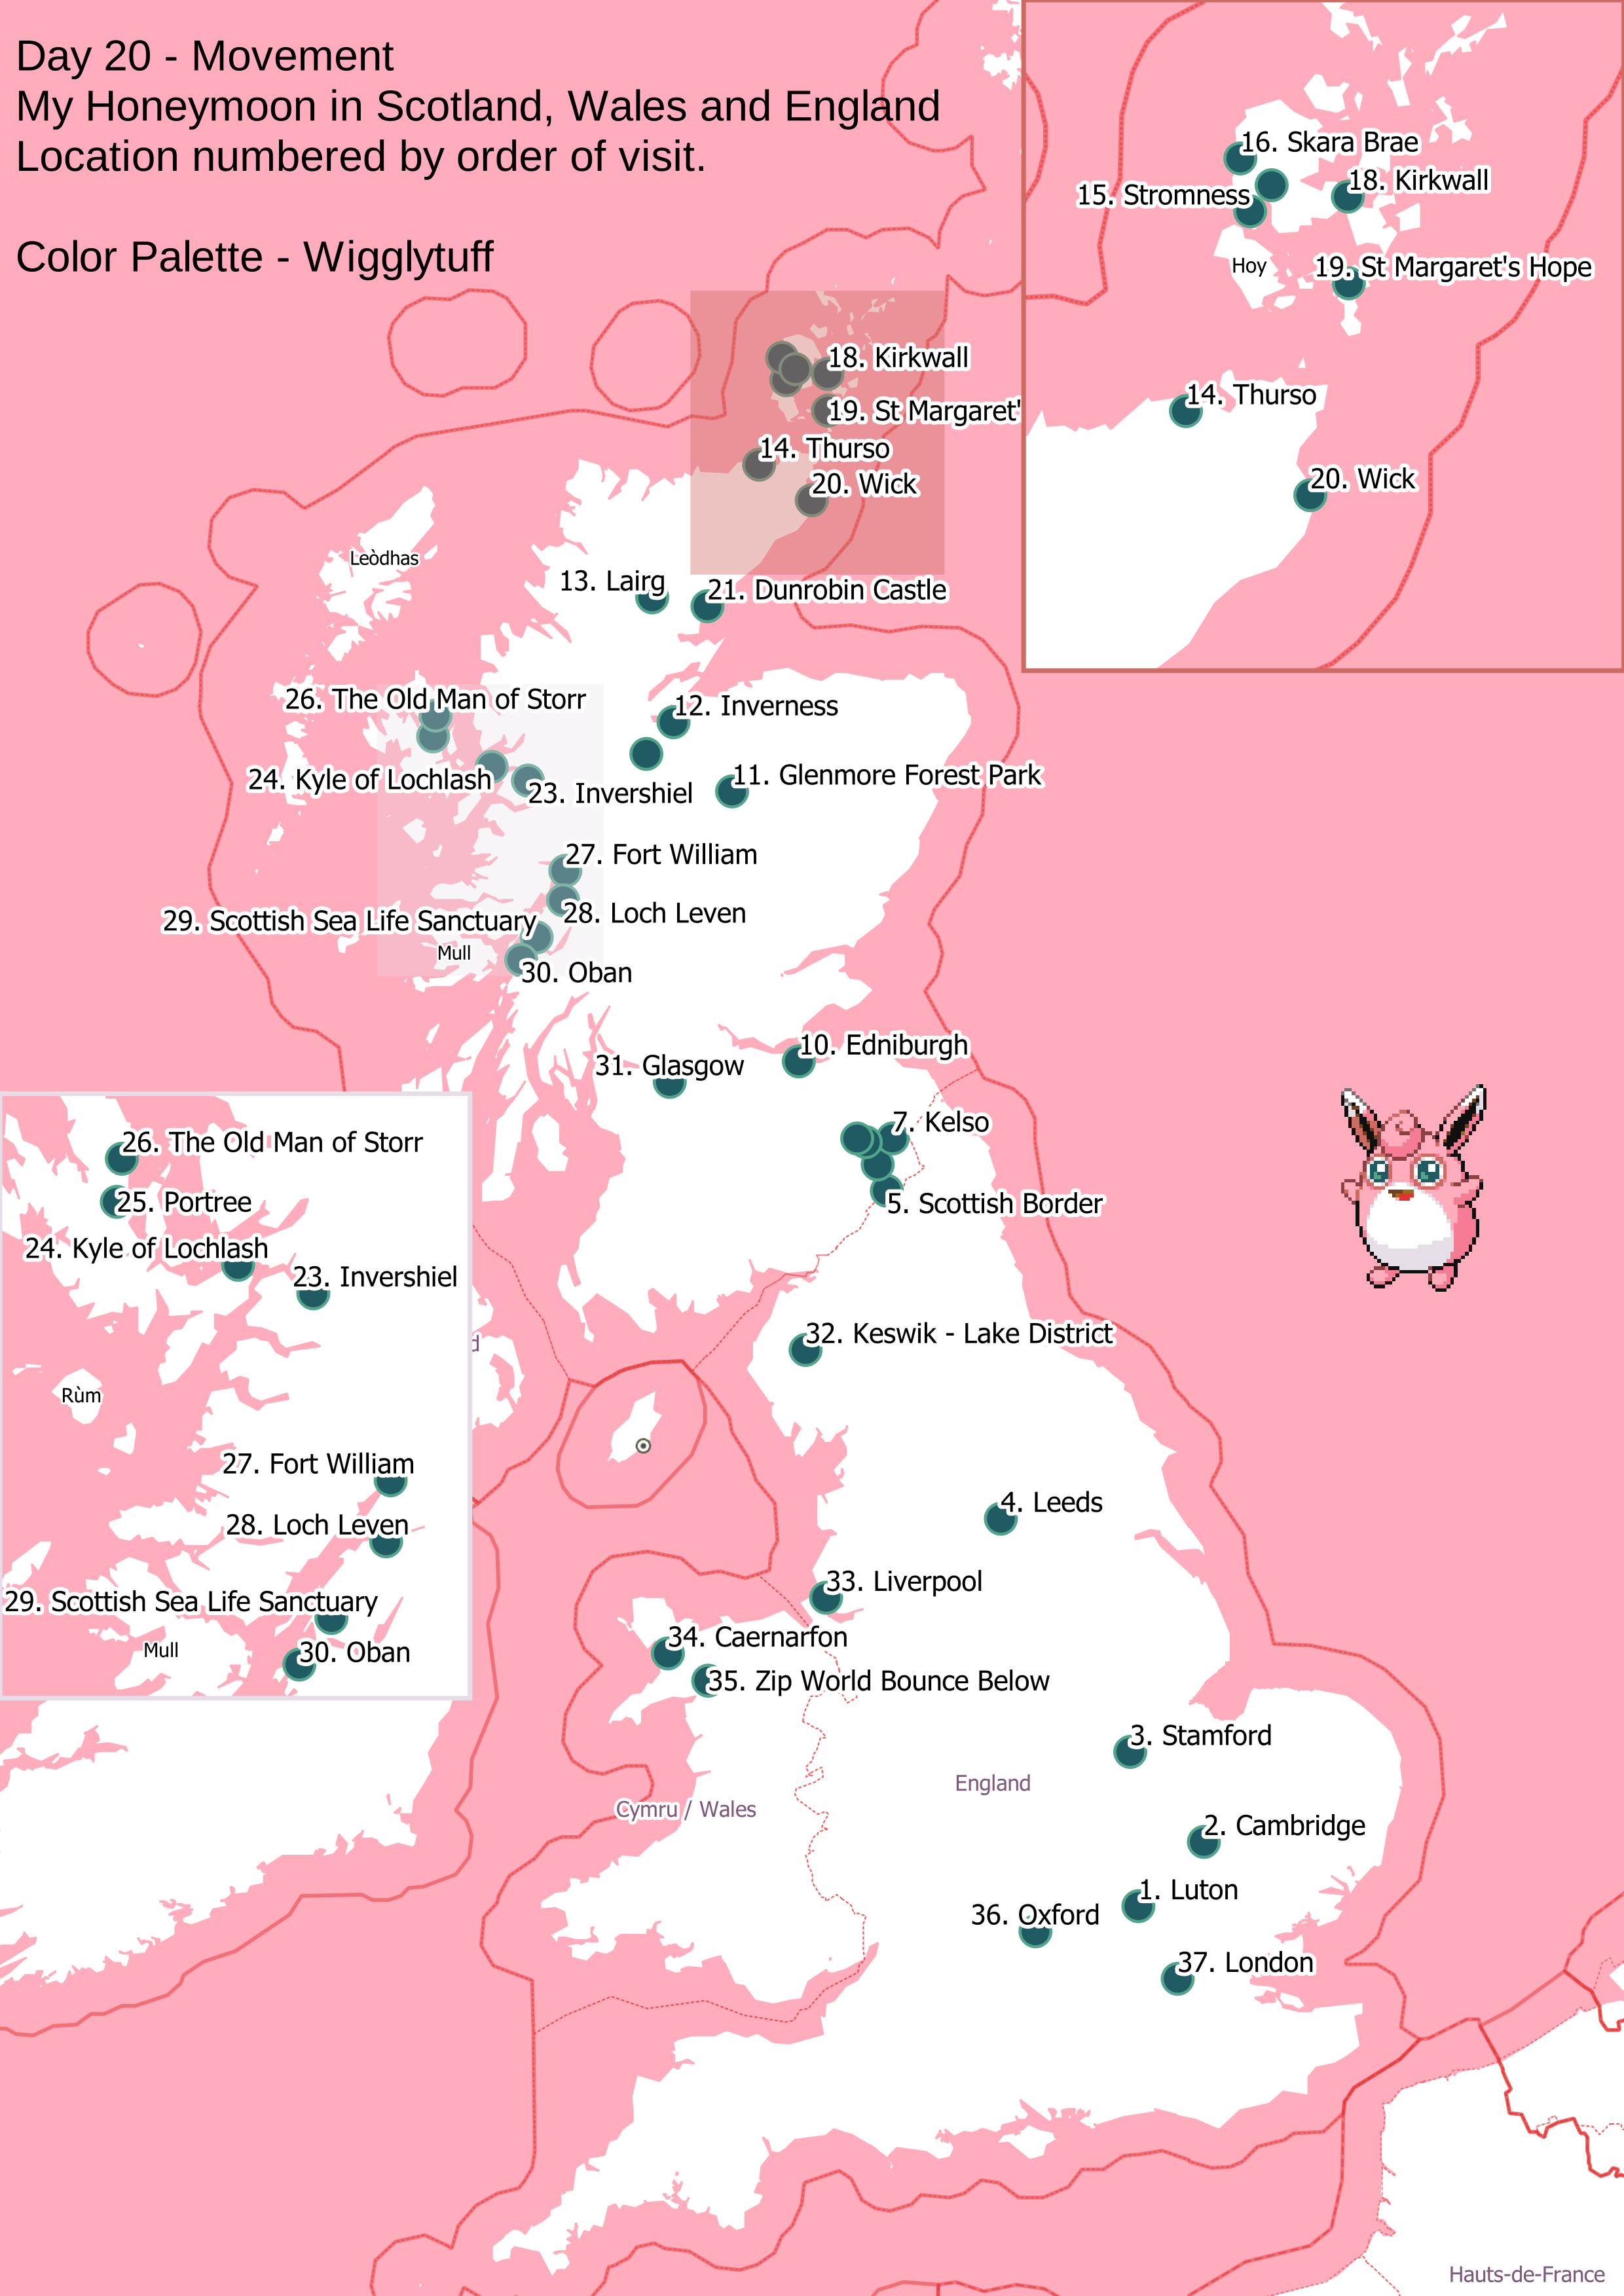 Day 20 - Movement
My Honeymoon in Scotland, Wales and England
Location numbered by order of visit.
Color Palette - Wigglytuff
16. Skara Brae
18. Kirkwall
15. Stromness
Hoy
19. St Margaret's Hope
14. Thurso
20. Wick
18. Kirkwall
19. St Margaret'
14. Thurso
20. Wick
Leòdhas
13. Lairg
21. Dunrobin Castle
26. The Old Man of Storr
12. Inverness
24. Kyle of Lochlash
23. Invershiel
11. Glenmore Forest Park
27. Fort William
28. Loch Leven
29. Scottish Sea Life Sanctuary
Mull
30. Oban
10. Edniburgh
31. Glasgow
7. Kelso
5. Scottish Border
26. The Old Man of Storr
25. Portree
24. Kyle of Lochlash
23. Invershiel
Rùm
27. Fort William
28. Loch Leven
29. Scottish Sea Life Sanctuary
Mull
30. Oban
d
32. Keswik - Lake District
4. Leeds
33. Liverpool
34. Caernarfon
35. Zip World Bounce Below
3. Stamford
England
Cymru / Wales
2. Cambridge
1. Luton
36. Oxford
37. London
Hauts-de-France